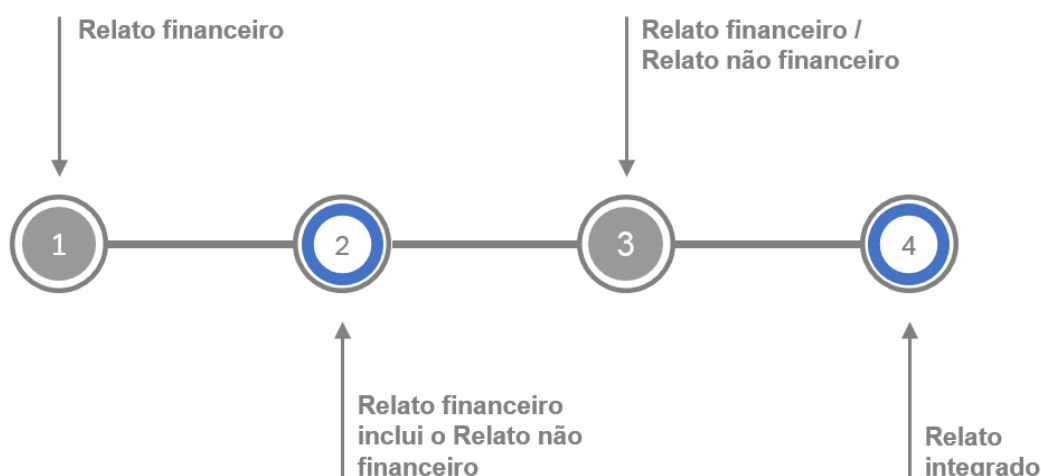 Relato financeiro
Relato financeiro /
Relato não financeiro
1
2
3
4
Relato financeiro
inclui o Relato não
financeiro
Relato
integrado